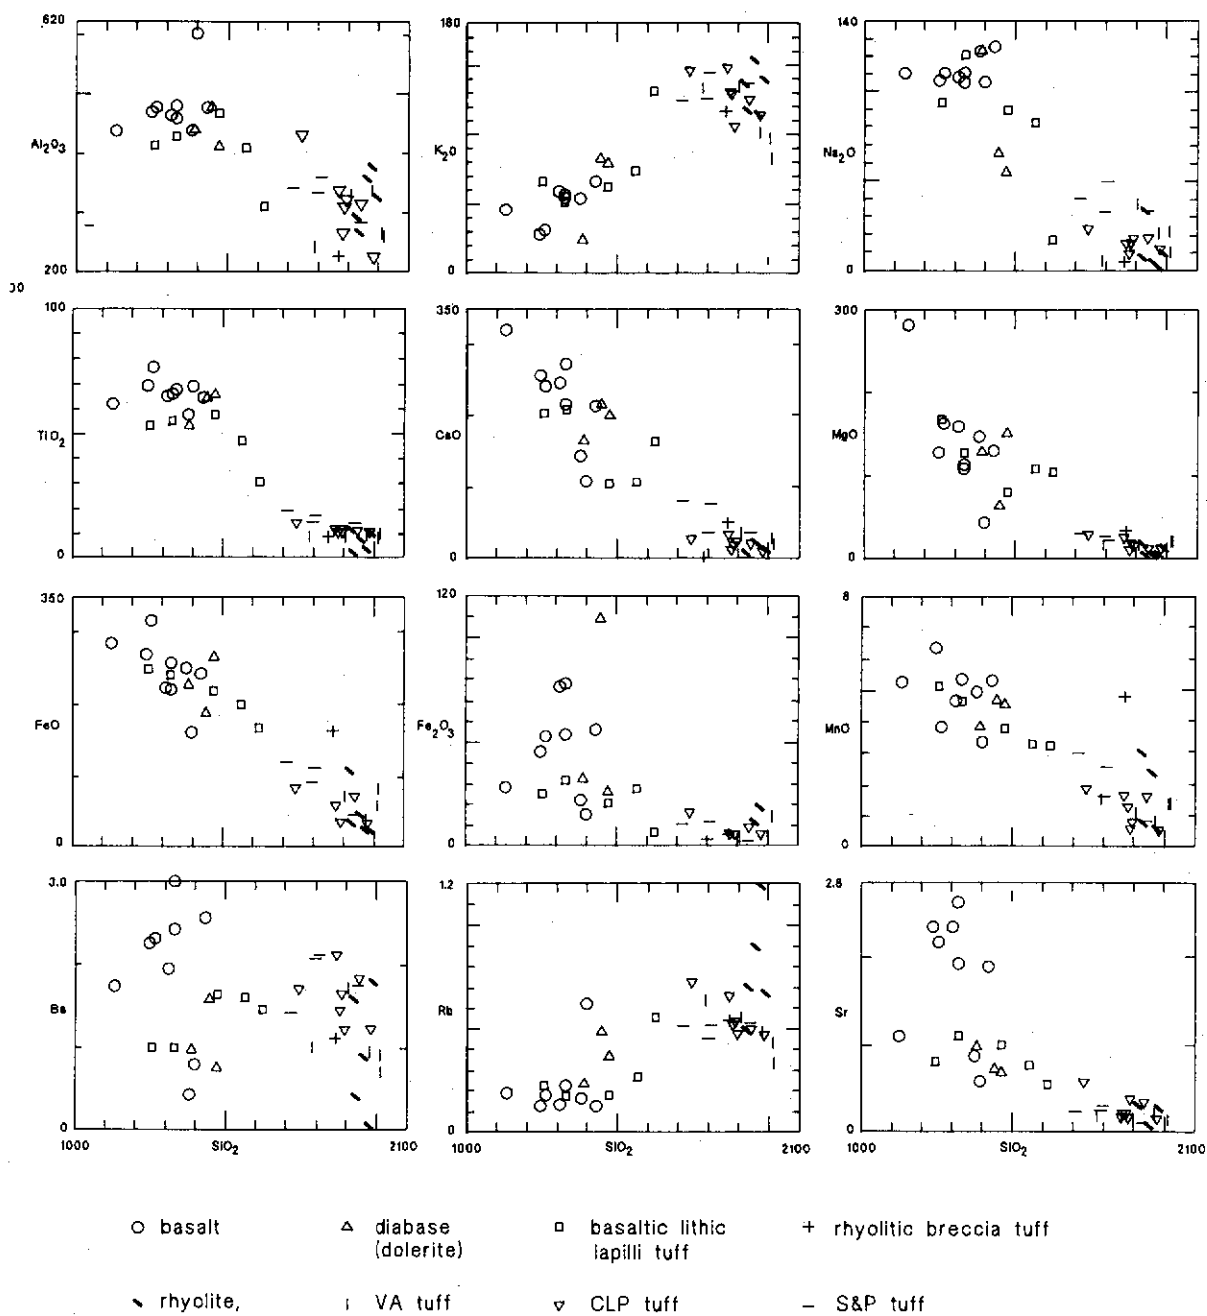 620
Al2O3
200
180
K2O
0
140
Na2O
0
00
100
TiO2
0
350
CaO
0
300
MgO
0
350
FeO
0
120
Fe2O3
0
8
MnO
0
3.0
Ba
0
1000
SIO2
2100
1.2
Rb
0
1000
SIO2
2100
2.8
Sr
0
1000
SIO2
2100
basalt
diabase
(dolerite)
basaltic lithic
lapilli tuff
rhyolitic breccia tuff
rhyolite,
VA tuff
CLP tuff
S&P tuff